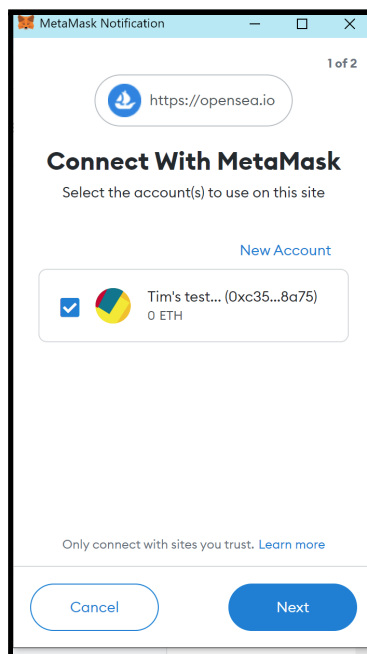 MetaMask Notification
1 of 2
https://opensea.io
Connect With MetaMask
Select the account(s) to use on this site
New Account
Tim's test... (0xc35...8a75)
0 ETH
Only connect with sites you trust. Learn more
Cancel Next